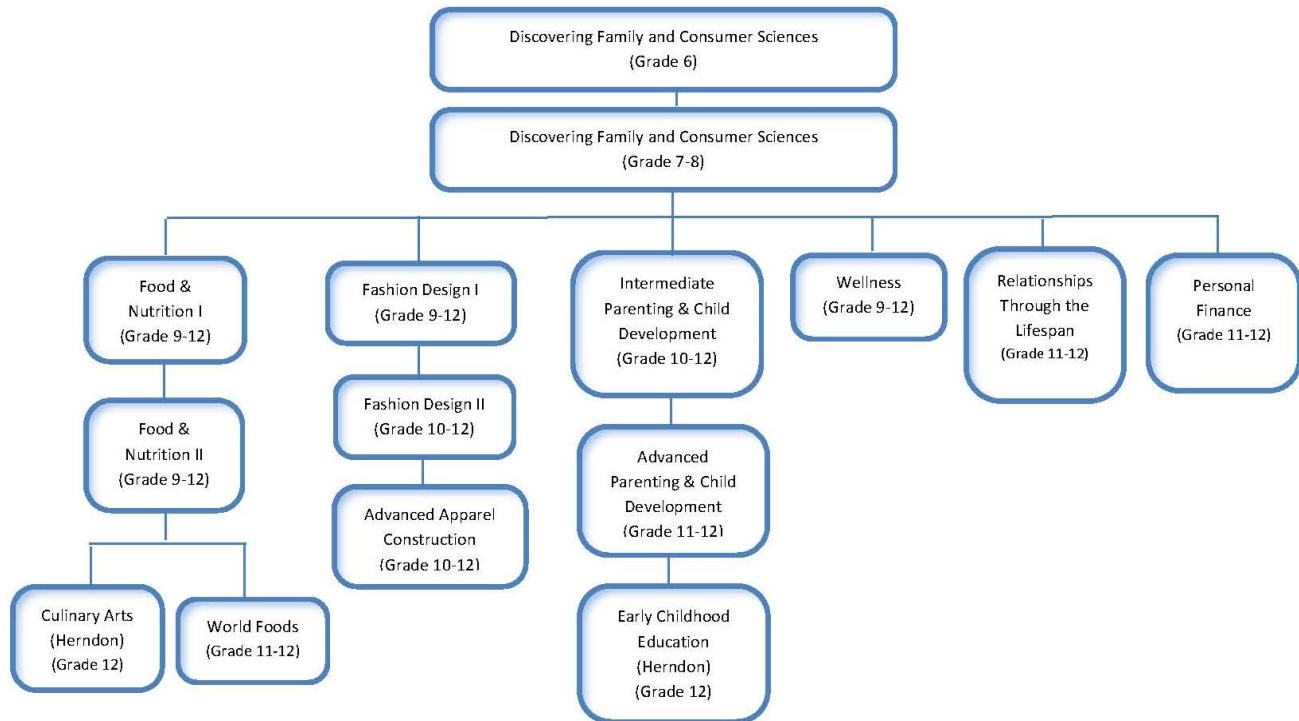 Discovering Family and Consumer Sciences
(Grade 6)
Discovering Family and Consumer Sciences
(Grade 7-8)
Food &
Nutrition I
(Grade 9-12)
Fashion Design I
(Grade 9-12)
Intermediate
Parenting & Child
Development
(Grade 10-12)
Wellness
(Grade 9-12)
Relationships
Through the
Lifespan
(Grade 11-12)
Personal
Finance
(Grade 11-12)
Food &
Nutrition II
(Grade 9-12)
Fashion Design II
(Grade 10-12)
Advanced
Parenting & Child
Development
(Grade 11-12)
Advanced Apparel
Construction
(Grade 10-12)
Culinary Arts
(Herndon)
(Grade 12)
World Foods
(Grade 11-12)
Early Childhood
Education
(Herndon)
(Grade 12)